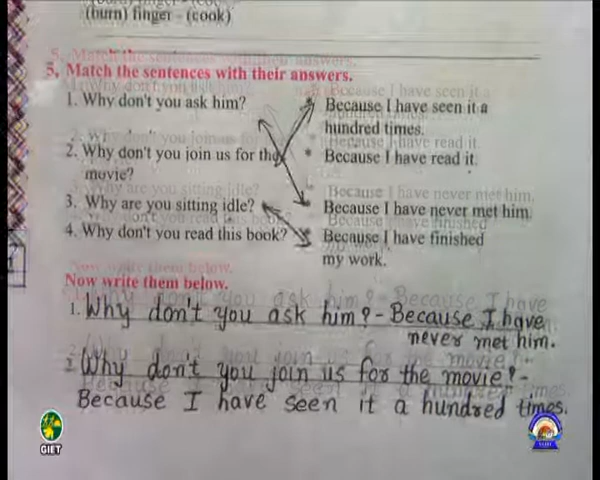 (burn) finger - (cook)
5. Match the sentences with their answers.
1. Why don't you ask him?
Because I have seen it a
hundred times.
2. Why don't you join us for the
movie?
Because I have read it.
3. Why are you sitting idle?
Because I have never met him.
4. Why don't you read this book?
Because I have finished
my work.
Now write them below.
1. Why don't you ask him? - Because I have
never met him.
2. Why don't you join us for the movie? -
Because I have seen it a hundred times.
GIET